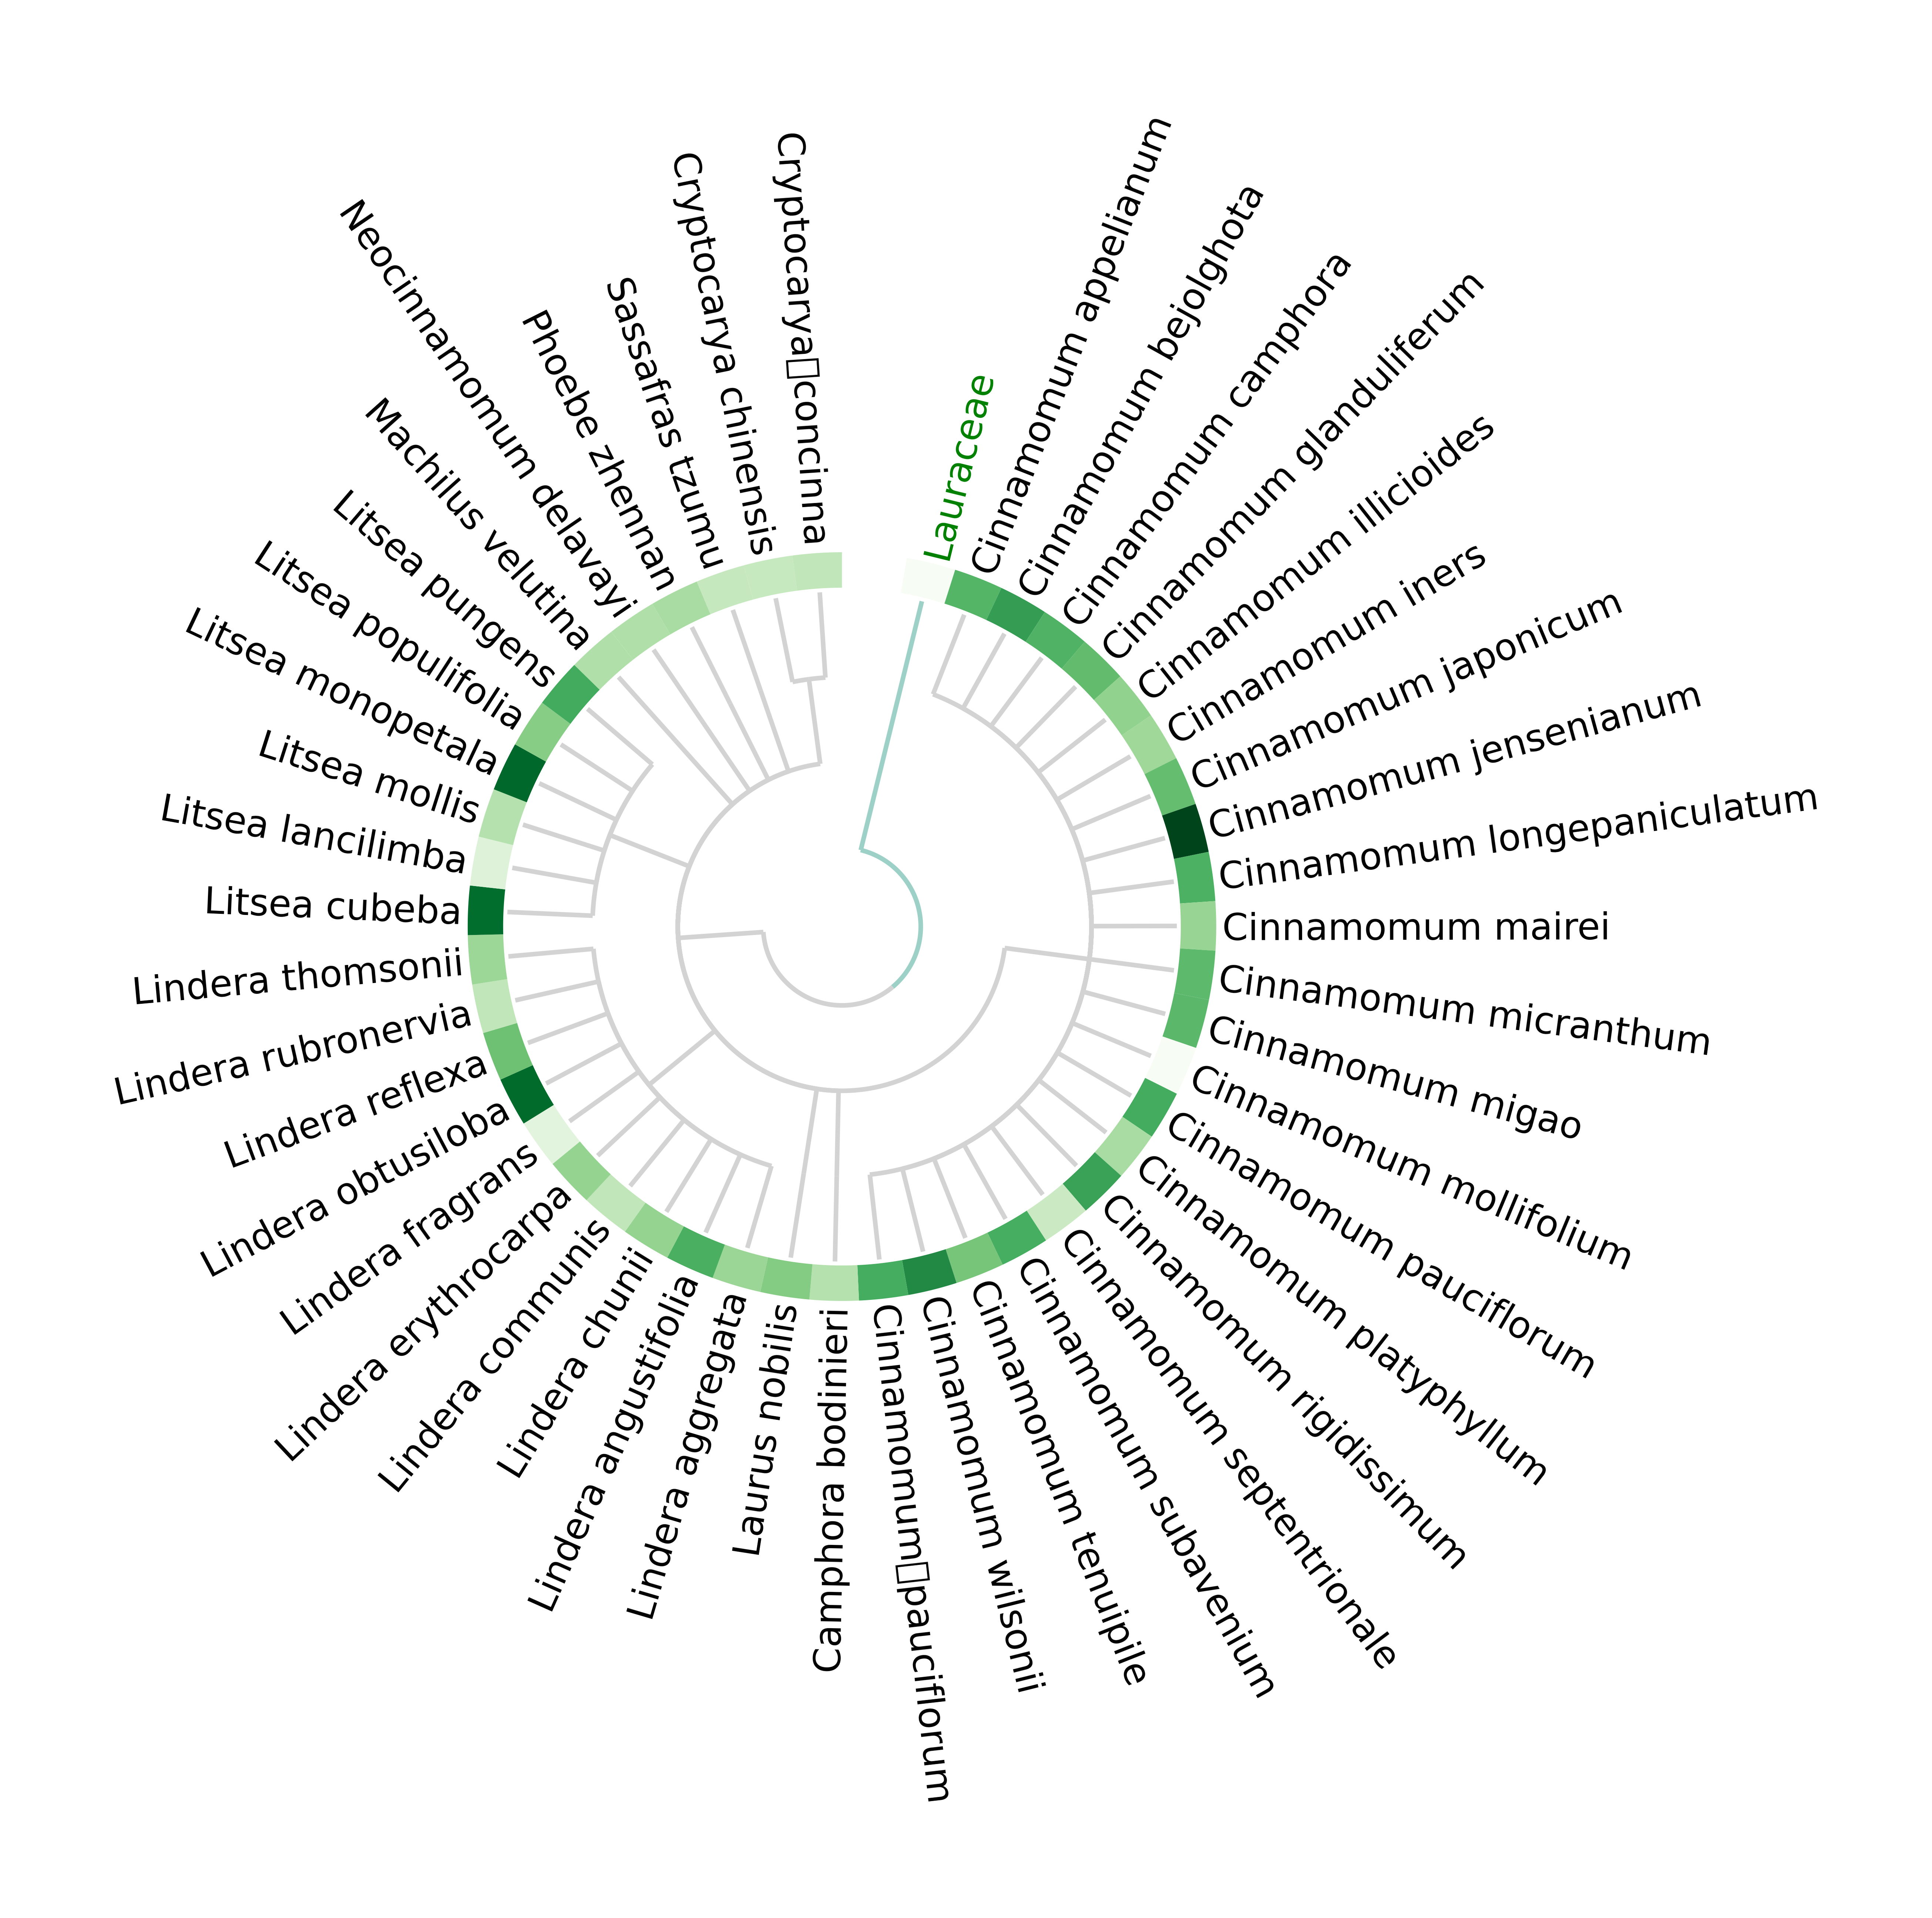 Lauraceae
Cinnamomum appelianum
Cinnamomum bejolghota
Cinnamomum camphora
Cinnamomum glanduliferum
Cinnamomum illicioides
Cinnamomum iners
Cinnamomum japonicum
Cinnamomum jensenianum
Cinnamomum longepaniculatum
Cinnamomum mairei
Cinnamomum micranthum
Cinnamomum migao
Cinnamomum mollifolium
Cinnamomum pauciflorum
Cinnamomum platyphyllum
Cinnamomum rigidissimum
Cinnamomum septentrionale
Cinnamomum subavenium
Cinnamomum tenuipile
Cinnamomum wilsonii
Cinnamomum▯pauciflorum
Camphora bodinieri
Laurus nobilis
Lindera aggregata
Lindera angustifolia
Lindera chunii
Lindera communis
Lindera erythrocarpa
Lindera fragrans
Lindera obtusiloba
Lindera reflexa
Lindera rubronervia
Lindera thomsonii
Litsea cubeba
Litsea lancilimba
Litsea mollis
Litsea monopetala
Litsea populifolia
Litsea pungens
Machilus velutina
Neocinnamomum delavayi
Phoebe zhennan
Sassafras tzumu
Cryptocarya chinensis
Cryptocarya▯concinna